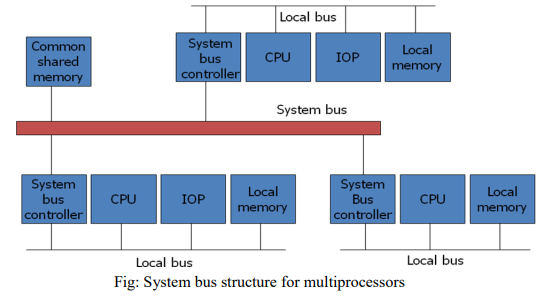 Local bus
Common
shared
memory
System
bus
controller
CPU
IOP
Local
memory
System bus
System
bus
controller
CPU
IOP
Local
memory
System
Bus
controller
CPU
Local
memory
Local bus
Local bus
Fig: System bus structure for multiprocessors